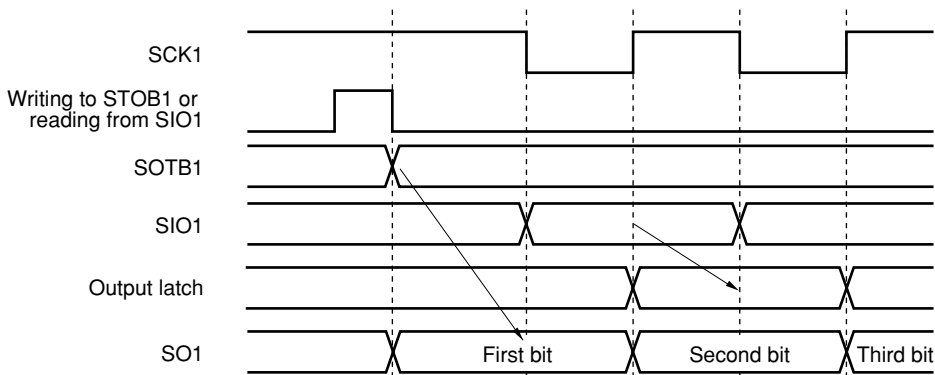 SCK1
Writing to STOB1 or
reading from SIO1
SOTB1
SIO1
Output latch
SO1
First bit
Second bit
Third bit